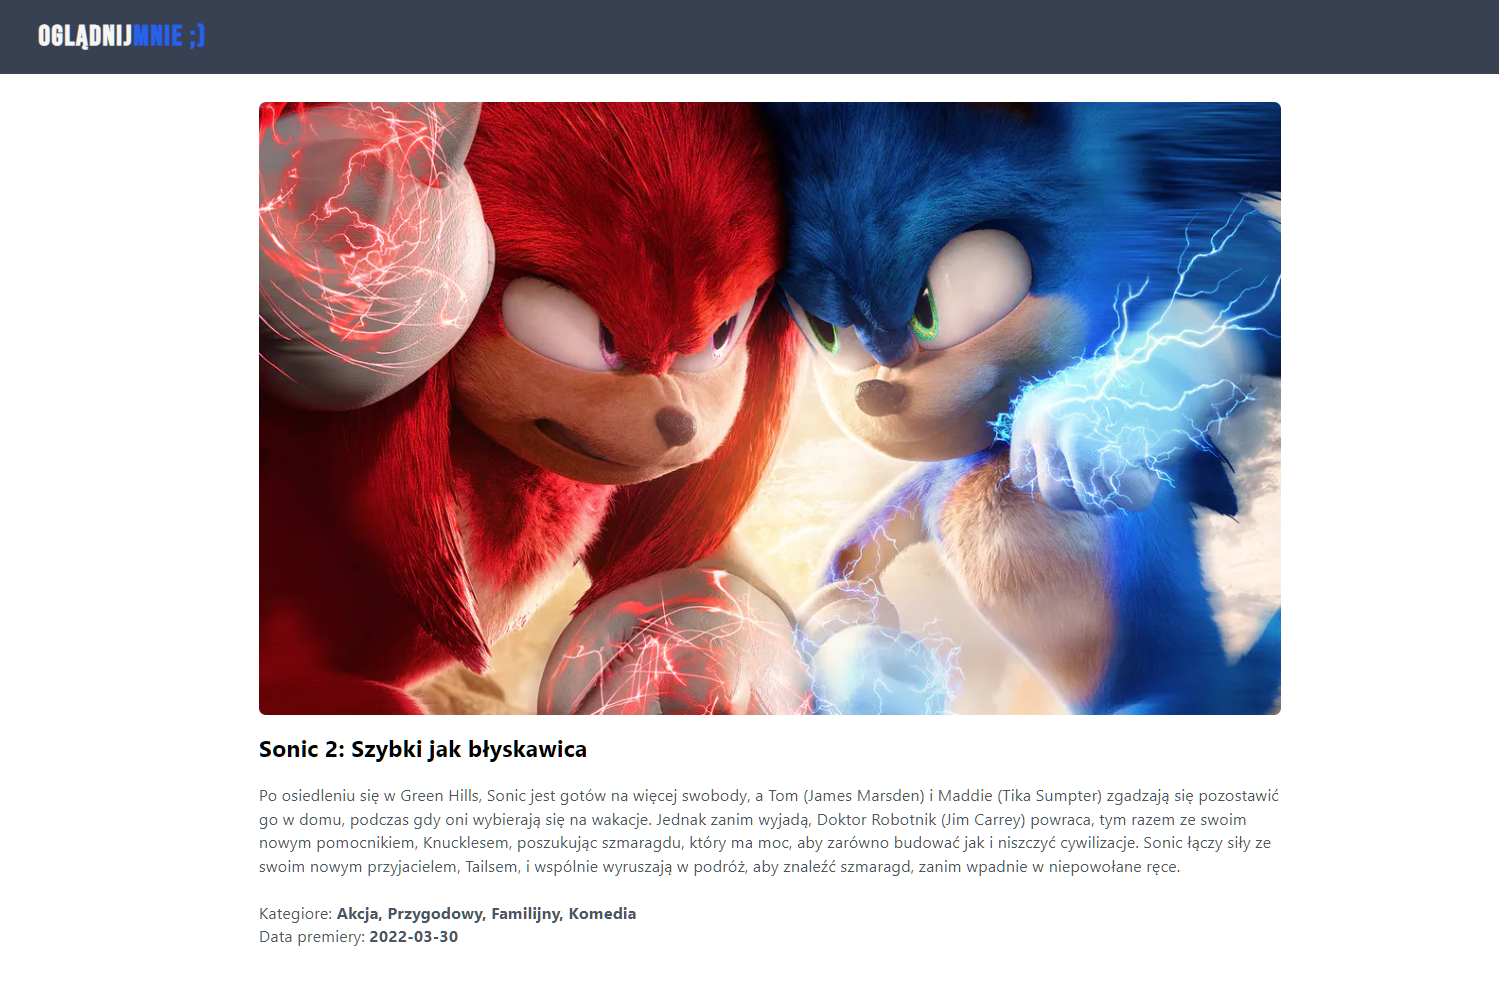 OGLĄDNIJMNIE ;)
Sonic 2: Szybki jak błyskawica
Po osiedleniu się w Green Hills, Sonic jest gotów na więcej swobody, a Tom (James Marsden) i Maddie (Tika Sumpter) zgadzają się pozostawić
go w domu, podczas gdy oni wybierają się na wakacje. Jednak zanim wyjadą, Doktor Robotnik (Jim Carrey) powraca, tym razem ze swoim
nowym pomocnikiem, Knucklesem, poszukując szmaragdu, który ma moc, aby zarówno budować jak i niszczyć cywilizacje. Sonic łączy siły ze
swoim nowym przyjacielem, Tailsem, i wspólnie wyruszają w podróż, aby znaleźć szmaragd, zanim wpadnie w niepowołane ręce.
Kategiore: Akcja, Przygodowy, Familijny, Komedia
Data premiery: 2022-03-30